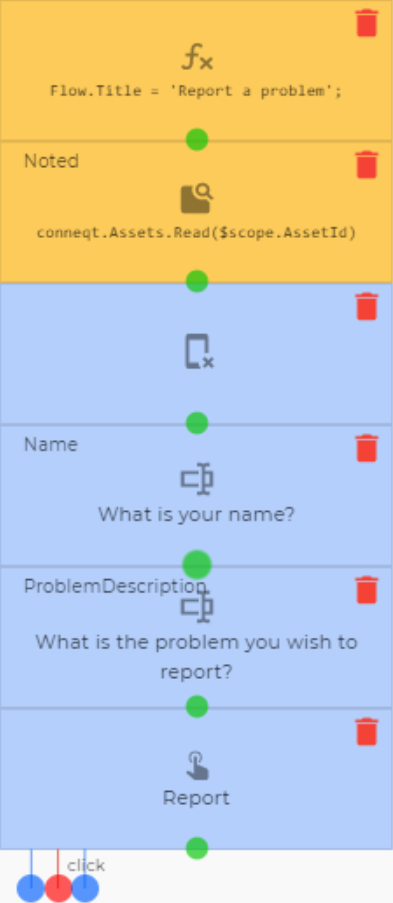 fx
Flow.Title = 'Report a problem';
Noted
conneqt.Assets.Read($scope.AssetId)
Name
What is your name?
ProblemDescription
What is the problem you wish to
report?
Report
click